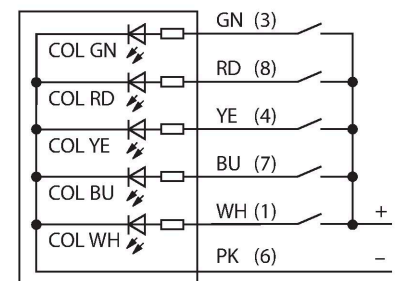 GN (3)
COL GN
RD (8)
COL RD
YE (4)
COL YE
BU (7)
COL BU
WH (1)
+
COL WH
PK (6)
–